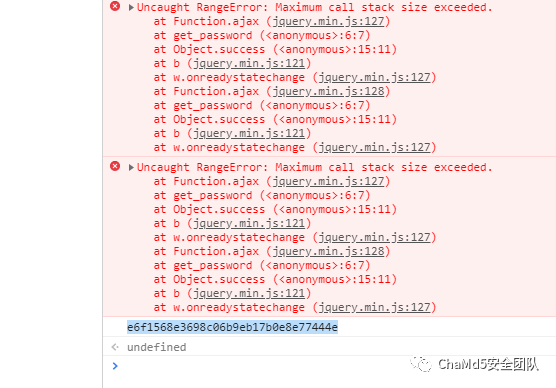 Uncaught RangeError: Maximum call stack size exceeded.
at Function.ajax (jquery.min.js:127)
at get_password (<anonymous>:6:7)
at Object.success (<anonymous>:15:11)
at b (jquery.min.js:121)
at w.onreadystatechange (jquery.min.js:127)
at Function.ajax (jquery.min.js:128)
at get_password (<anonymous>:6:7)
at Object.success (<anonymous>:15:11)
at b (jquery.min.js:121)
at w.onreadystatechange (jquery.min.js:127)
Uncaught RangeError: Maximum call stack size exceeded.
at Function.ajax (jquery.min.js:127)
at get_password (<anonymous>:6:7)
at Object.success (<anonymous>:15:11)
at b (jquery.min.js:121)
at w.onreadystatechange (jquery.min.js:127)
at Function.ajax (jquery.min.js:128)
at get_password (<anonymous>:6:7)
at Object.success (<anonymous>:15:11)
at b (jquery.min.js:121)
at w.onreadystatechange (jquery.min.js:127)
e6f1568e3698c06b9eb17b0e8e77444e
undefined
ChaMd5安全团队